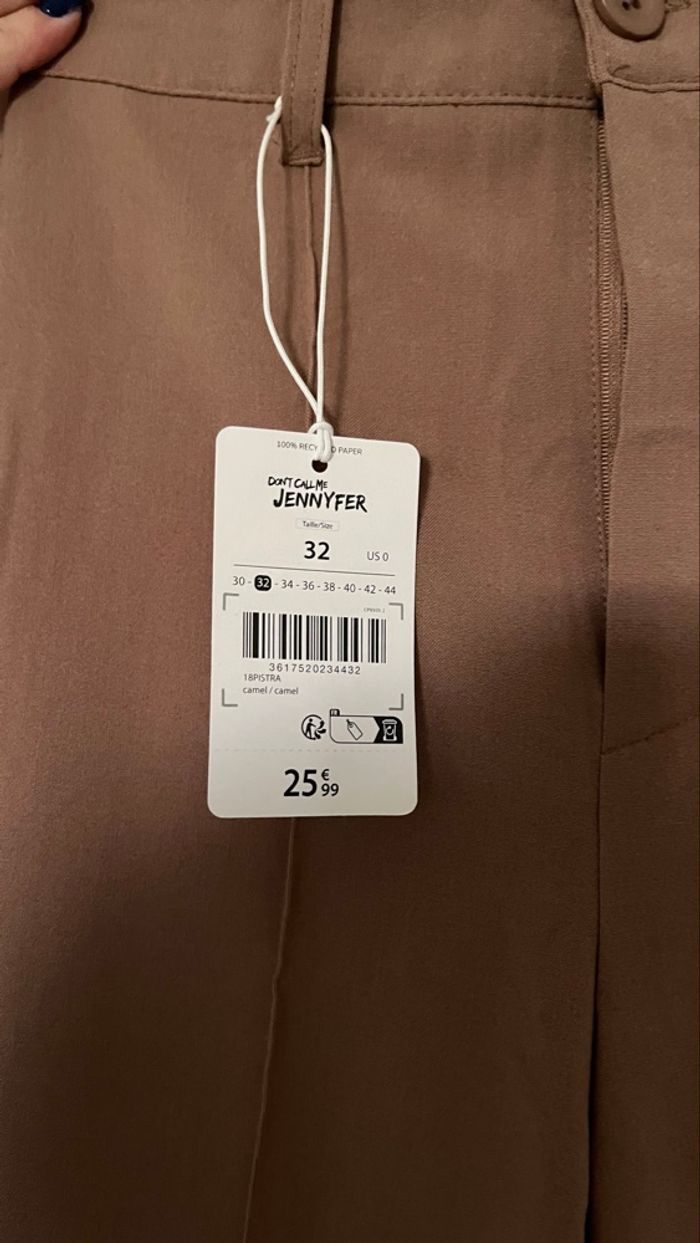 100% RECY D PAPER
DON'T CALL ME
JENNYFER
Taille/Size
32 US 0
30 - 32 - 34 - 36 - 38 - 40 - 42 - 44
3617520234432
18PISTRA
camel / camel
FR
25€99